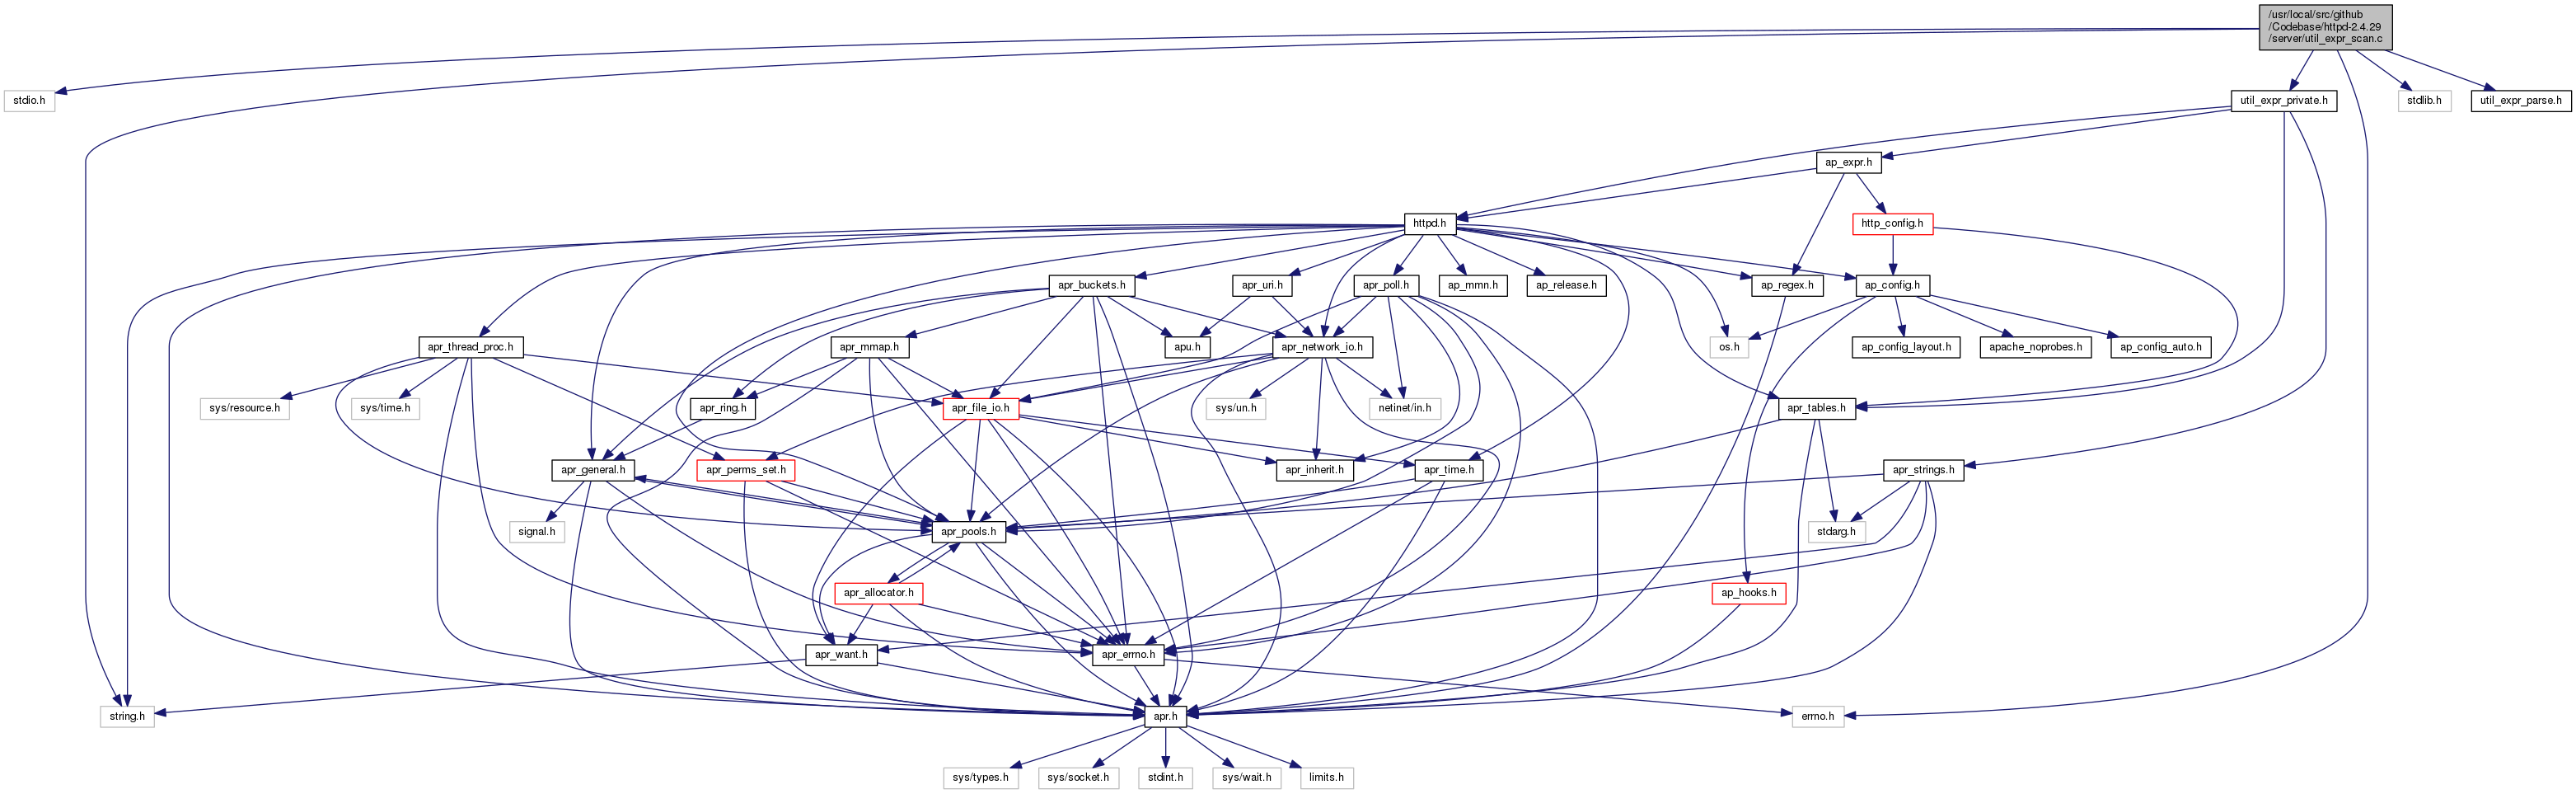 /usr/local/src/github
/Codebase/httpd-2.4.29
/server/util_expr_scan.c
stdio.h
util_expr_private.h
stdlib.h
util_expr_parse.h
ap_expr.h
httpd.h
http_config.h
apr_buckets.h
apr_uri.h
apr_poll.h
ap_mmn.h
ap_release.h
ap_regex.h
ap_config.h
apr_thread_proc.h
apr_mmap.h
apu.h
apr_network_io.h
os.h
ap_config_layout.h
apache_noprobes.h
ap_config_auto.h
sys/resource.h
sys/time.h
apr_ring.h
apr_file_io.h
sys/un.h
netinet/in.h
apr_tables.h
apr_general.h
apr_perms_set.h
apr_inherit.h
apr_time.h
apr_strings.h
signal.h
apr_pools.h
stdarg.h
apr_allocator.h
ap_hooks.h
apr_want.h
apr_errno.h
string.h
apr.h
errno.h
sys/types.h
sys/socket.h
stdint.h
sys/wait.h
limits.h